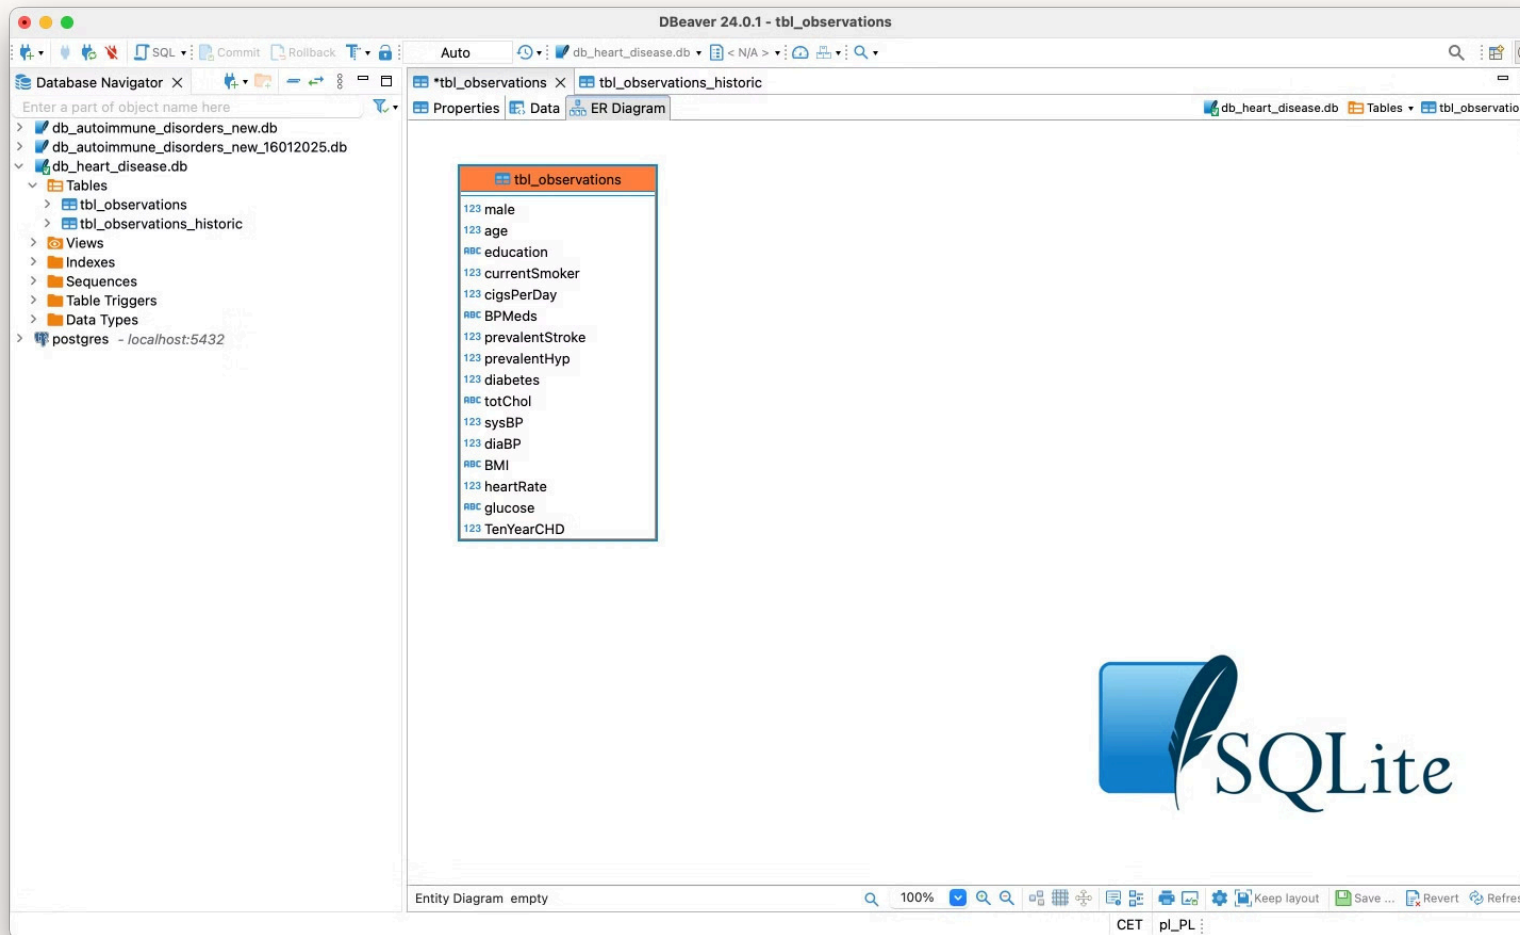 DBeaver 24.0.1 - tbl_observations
SQL Commit Rollback T Auto db_heart_disease.db < N/A >
Database Navigator
*tbl_observations tbl_observations_historic
Enter a part of object name here
Properties Data ER Diagram db_heart_disease.db Tables tbl_observatio
db_autoimmune_disorders_new.db
db_autoimmune_disorders_new_16012025.db
db_heart_disease.db
Tables
tbl_observations
tbl_observations_historic
Views
Indexes
Sequences
Table Triggers
Data Types
postgres - localhost:5432
tbl_observations
123 male
123 age
ABC education
123 currentSmoker
123 cigsPerDay
ABC BPMeds
123 prevalentStroke
123 prevalentHyp
123 diabetes
ABC totChol
123 sysBP
123 diaBP
ABC BMI
123 heartRate
ABC glucose
123 TenYearCHD
SQLite
Entity Diagram empty 100% Keep layout Save ... Revert Refres
CET pl_PL